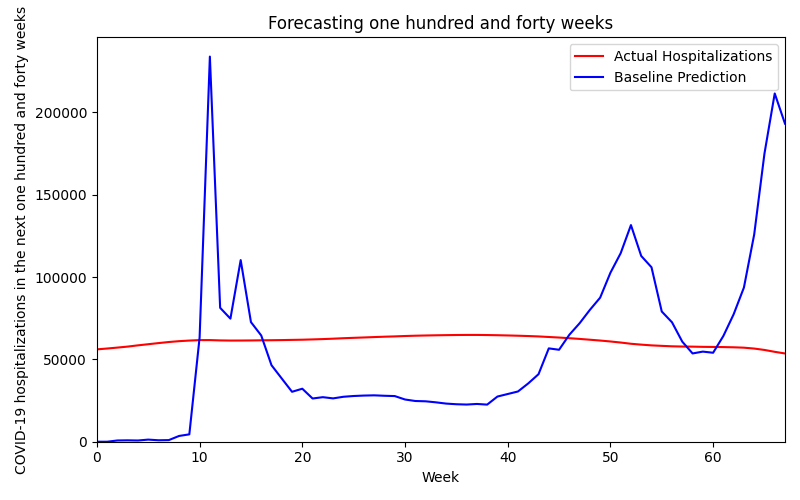 Forecasting one hundred and forty weeks
COVID-19 hospitalizations in the next one hundred and forty weeks
200000
150000
100000
50000
0
Actual Hospitalizations
Baseline Prediction
0 10 20 30 40 50 60
Week